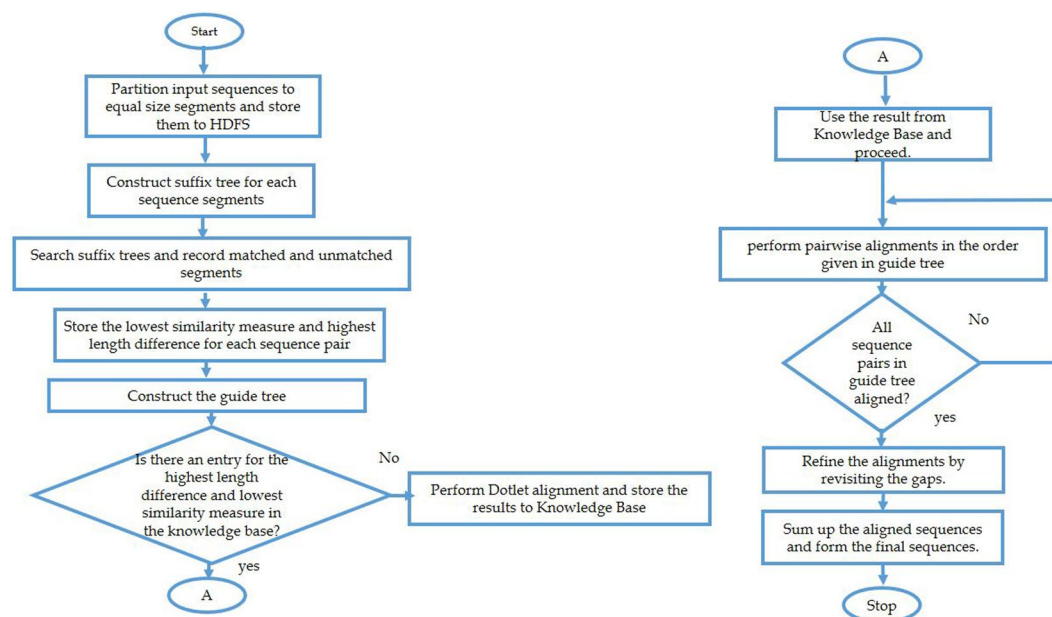 Start
Partition input sequences to
equal size segments and store
them to HDFS
Construct suffix tree for each
sequence segments
Search suffix trees and record matched and unmatched
segments
Store the lowest similarity measure and highest
length difference for each sequence pair
Construct the guide tree
Is there an entry for the
highest length
difference and lowest
similarity measure in
the knowledge base?
No
Perform Dotlet alignment and store the
results to Knowledge Base
yes
A
A
Use the result from
Knowledge Base and
proceed.
perform pairwise alignments in the order
given in guide tree
All
sequence
pairs in
guide tree
aligned?
No
yes
Refine the alignments by
revisiting the gaps.
Sum up the aligned sequences
and form the final sequences.
Stop